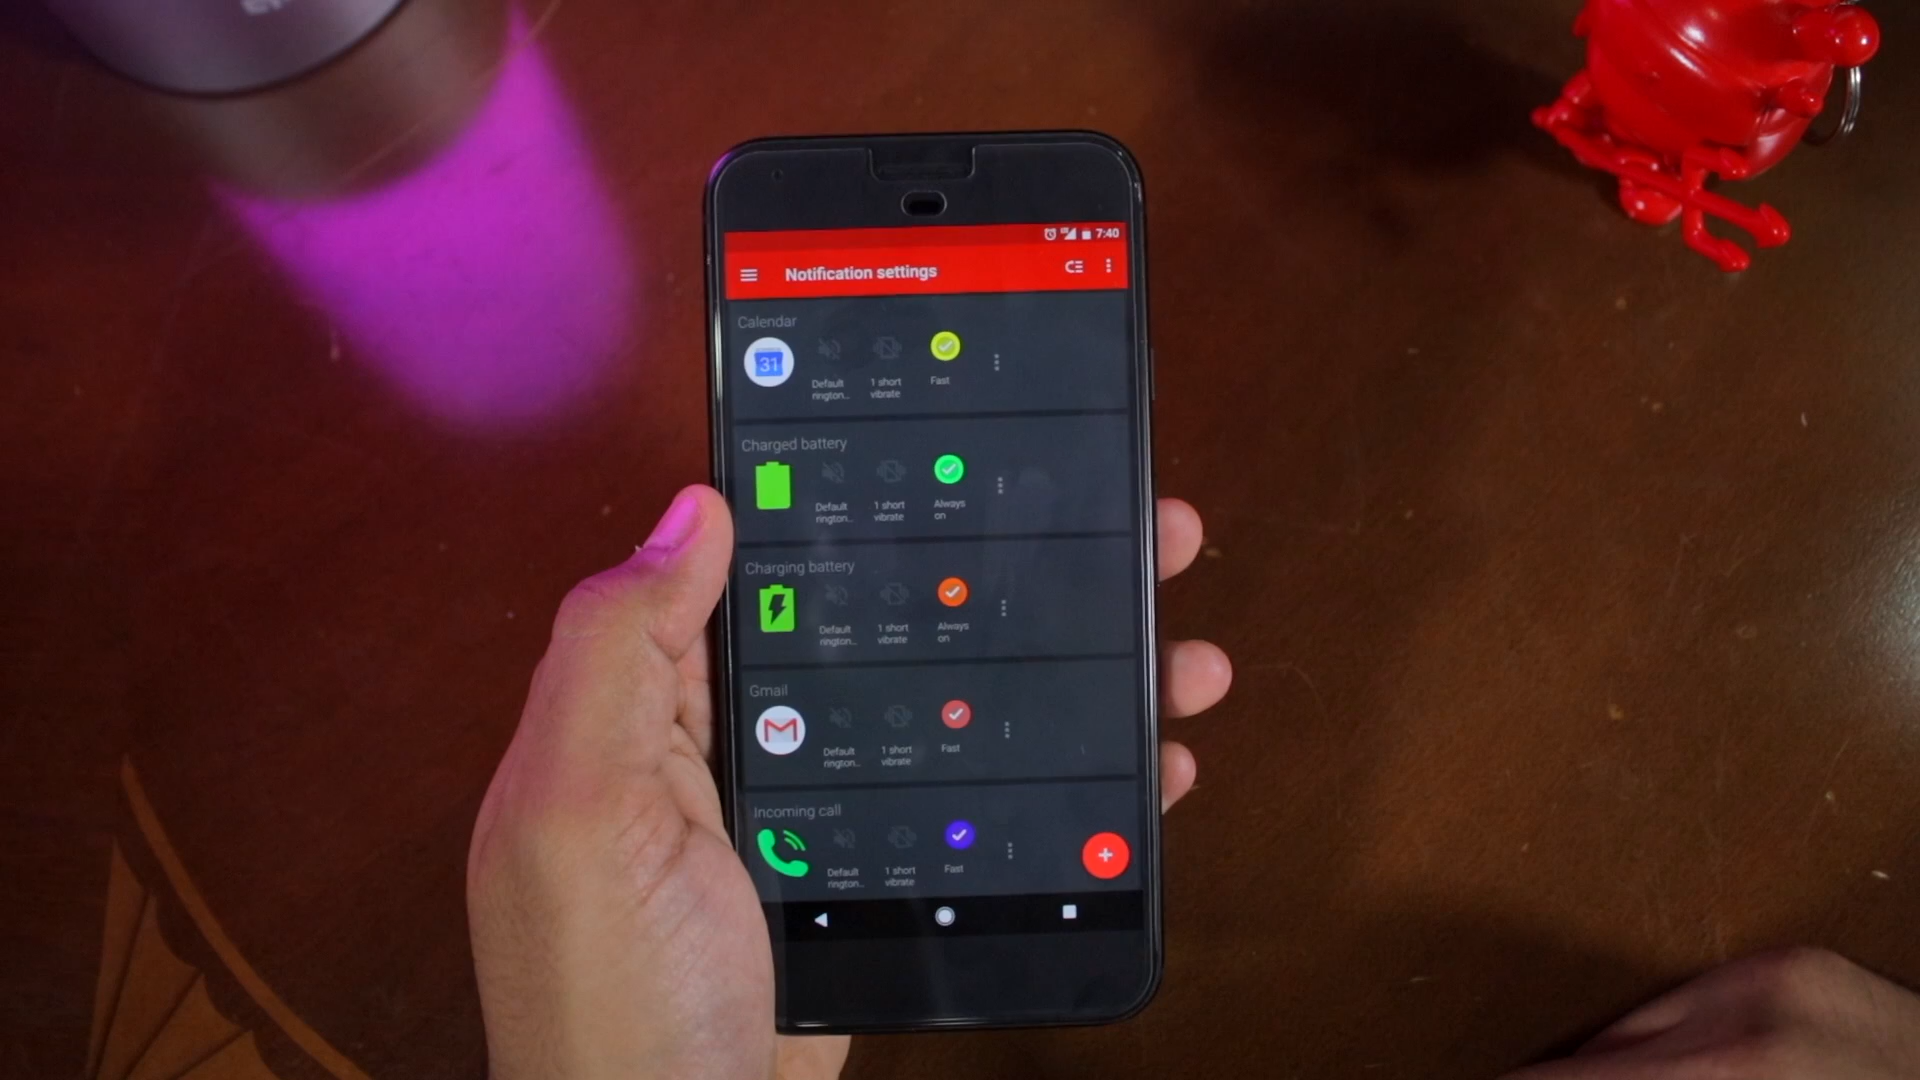 7:40
Notification settings
Calendar
31
Default
rington...
1 short
vibrate
Fast
Charged battery
Default
rington...
1 short
vibrate
Always
on
Charging battery
Default
rington...
1 short
vibrate
Always
on
Gmail
Default
rington...
1 short
vibrate
Fast
Incoming call
Default
rington...
1 short
vibrate
Fast